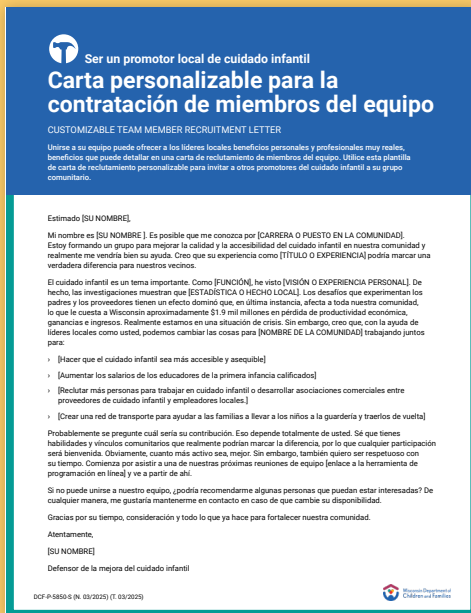 Ser un promotor local de cuidado infantil
Carta personalizable para la
contratación de miembros del equipo
CUSTOMIZABLE TEAM MEMBER RECRUITMENT LETTER
Unirse a su equipo puede ofrecer a los líderes locales beneficios personales y profesionales muy reales,
beneficios que puede detallar en una carta de reclutamiento de miembros del equipo. Utilice esta plantilla
de carta de reclutamiento personalizable para invitar a otros promotores del cuidado infantil a su grupo
comunitario.
Estimado [SU NOMBRE],
Mi nombre es [SU NOMBRE ]. Es posible que me conozca por [CARRERA O PUESTO EN LA COMUNIDAD].
Estoy formando un grupo para mejorar la calidad y la accesibilidad del cuidado infantil en nuestra comunidad y
realmente me vendría bien su ayuda. Creo que su experiencia como [TÍTULO O EXPERIENCIA] podría marcar una
verdadera diferencia para nuestros vecinos.
El cuidado infantil es un tema importante. Como [FUNCIÓN], he visto [VISIÓN O EXPERIENCIA PERSONAL]. De
hecho, las investigaciones muestran que [ESTADÍSTICA O HECHO LOCAL]. Los desafíos que experimentan los
padres y los proveedores tienen un efecto dominó que, en última instancia, afecta a toda nuestra comunidad,
lo que le cuesta a Wisconsin aproximadamente $1.9 mil millones en pérdida de productividad económica,
ganancias e ingresos. Realmente estamos en una situación de crisis. Sin embargo, creo que, con la ayuda de
líderes locales como usted, podemos cambiar las cosas para [NOMBRE DE LA COMUNIDAD] trabajando juntos
para:
› [Hacer que el cuidado infantil sea más accesible y asequible]
› [Aumentar los salarios de los educadores de la primera infancia calificados]
› [Reclutar más personas para trabajar en cuidado infantil o desarrollar asociaciones comerciales entre
proveedores de cuidado infantil y empleadores locales.]
› [Crear una red de transporte para ayudar a las familias a llevar a los niños a la guardería y traerlos de vuelta]
Probablemente se pregunte cuál sería su contribución. Eso depende totalmente de usted. Sé que tienes
habilidades y vínculos comunitarios que realmente podrían marcar la diferencia, por lo que cualquier participación
será bienvenida. Obviamente, cuanto más activo sea, mejor. Sin embargo, también quiero ser respetuoso con
su tiempo. Comienza por asistir a una de nuestras próximas reuniones de equipo [enlace a la herramienta de
programación en línea] y ve a partir de ahí.
Si no puede unirse a nuestro equipo, ¿podría recomendarme algunas personas que puedan estar interesadas? De
cualquier manera, me gustaría mantenerme en contacto en caso de que cambie su disponibilidad.
Gracias por su tiempo, consideración y todo lo que ya hace para fortalecer nuestra comunidad.
Atentamente,
[SU NOMBRE]
Defensor de la mejora del cuidado infantil
DCF-P-5850-S (N. 03/2025) (T. 03/2025)
Wisconsin Department of
Children and Families